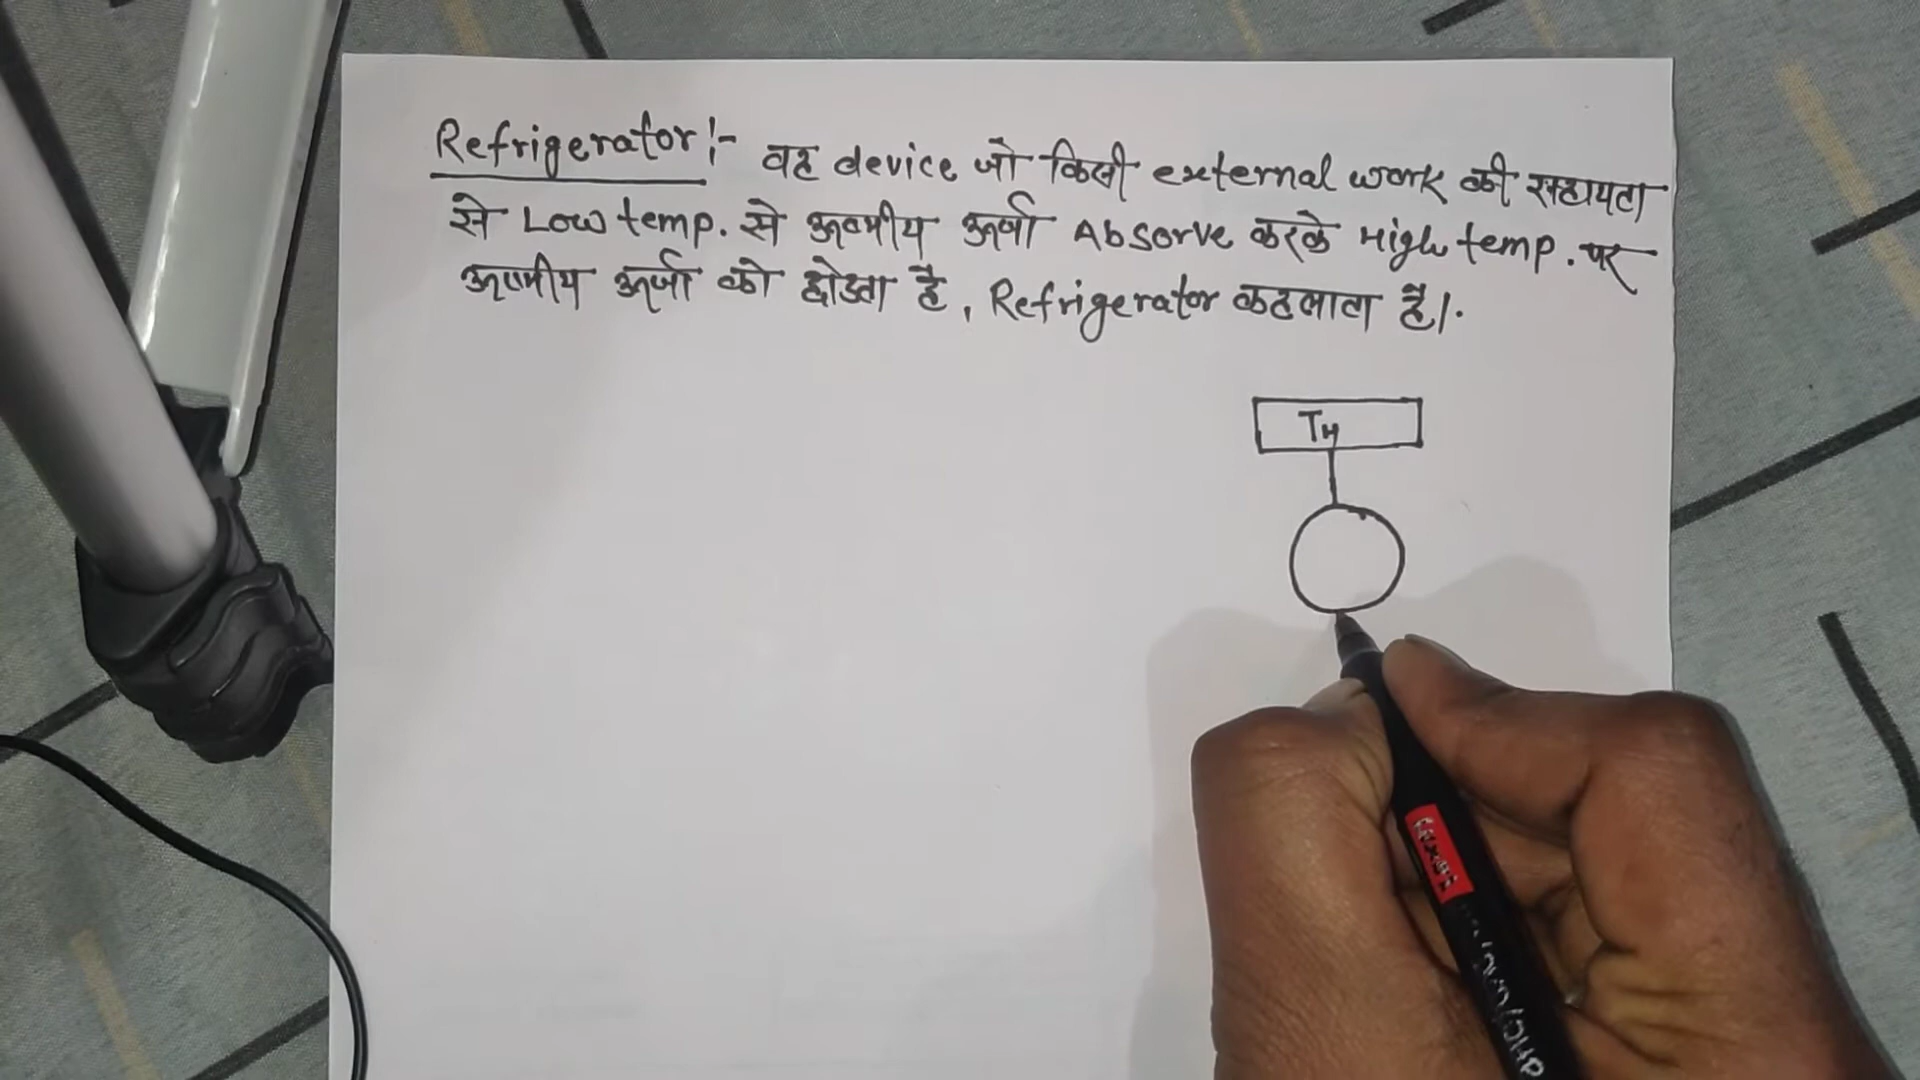 Refrigerator:- वह device जो किसी external work की सहायता
से Low temp. से ऊष्मीय ऊर्जा Absorve करके High temp. पर
ऊष्मीय ऊर्जा को छोडता है, Refrigerator कहलाता है।.
TH